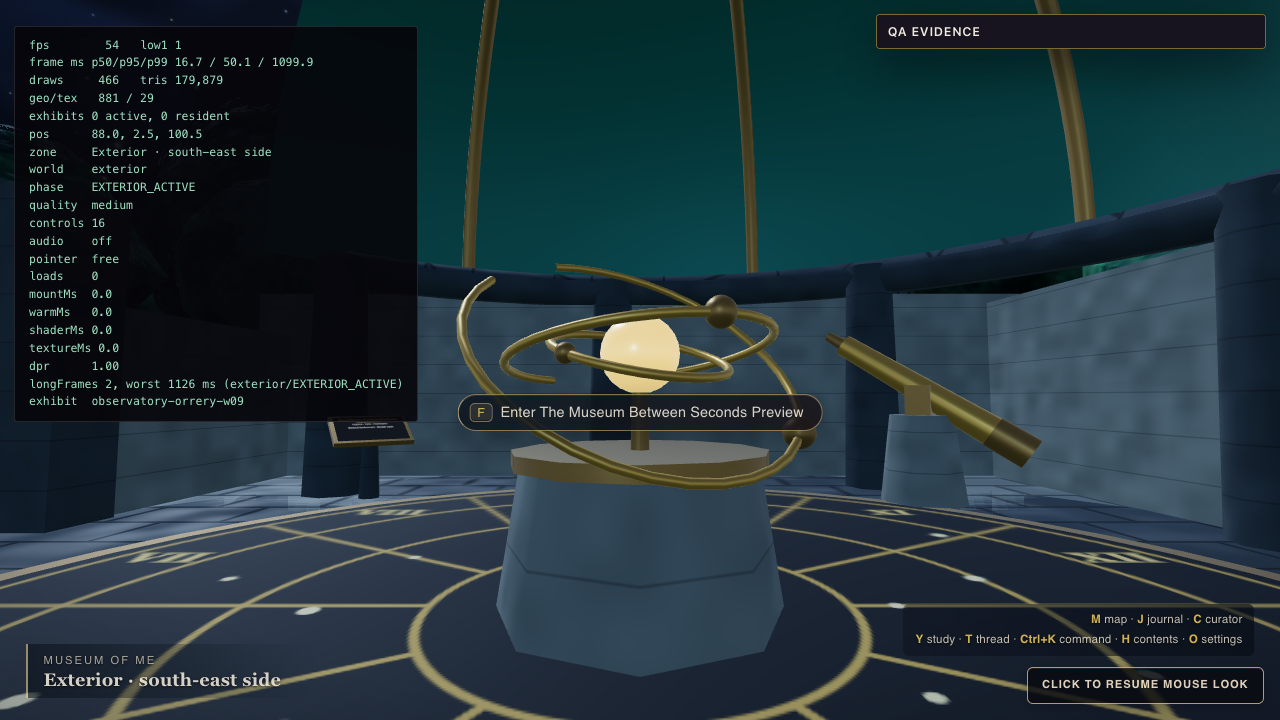 fps 54 low1 1
frame ms p50/p95/p99 16.7 / 50.1 / 1099.9
draws 466 tris 179,879
geo/tex 881 / 29
exhibits 0 active, 0 resident
pos 88.0, 2.5, 100.5
zone Exterior · south-east side
world exterior
phase EXTERIOR_ACTIVE
quality medium
controls 16
audio off
pointer free
loads 0
mountMs 0.0
warmMs 0.0
shaderMs 0.0
textureMs 0.0
dpr 1.00
longFrames 2, worst 1126 ms (exterior/EXTERIOR_ACTIVE)
exhibit observatory-orrery-w09
QA EVIDENCE
F Enter The Museum Between Seconds Preview
VIII
XI
VII
XII
M map · J journal · C curator
Y study · T thread · Ctrl+K command · H contents · O settings
MUSEUM OF ME
Exterior · south-east side
CLICK TO RESUME MOUSE LOOK